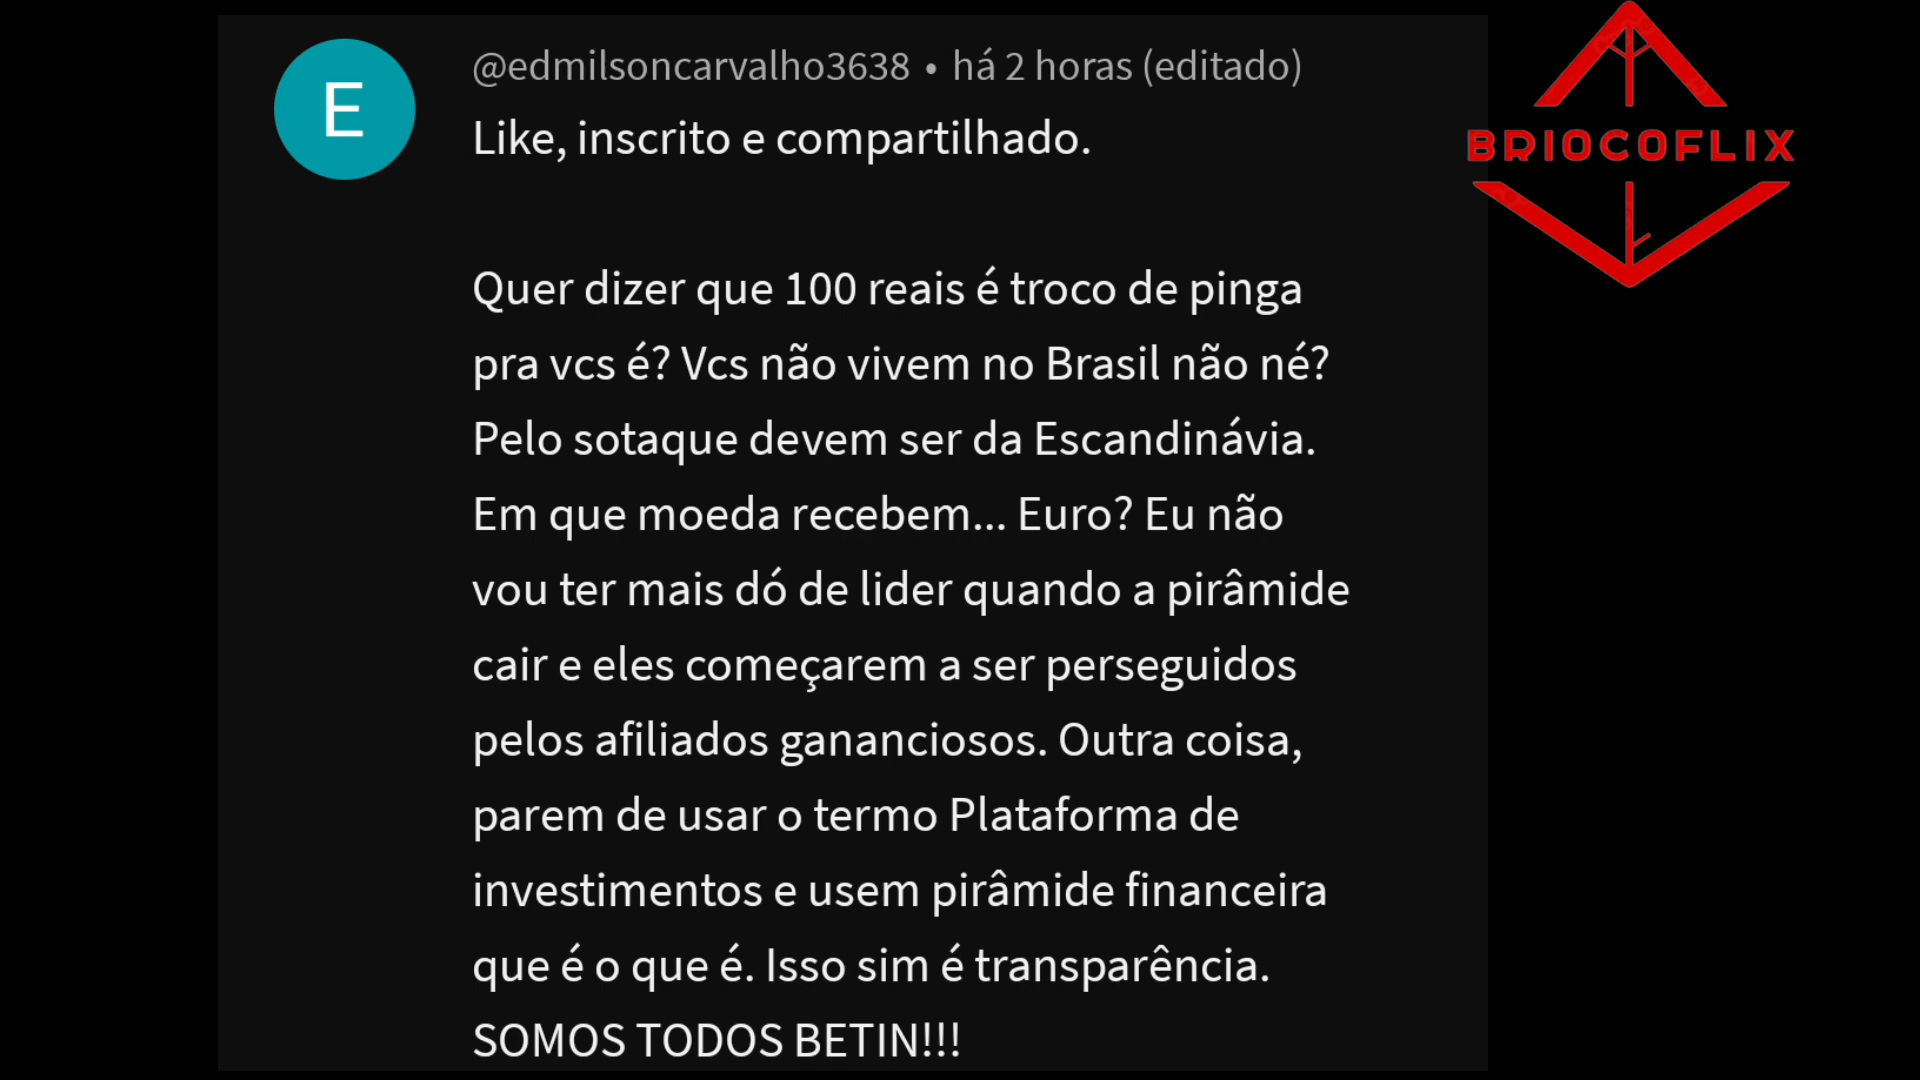 @edmilsoncarvalho3638 • há 2 horas (editado)
Like, inscrito e compartilhado.
Quer dizer que 100 reais é troco de pinga
pra vcs é? Vcs não vivem no Brasil não né?
Pelo sotaque devem ser da Escandinávia.
Em que moeda recebem... Euro? Eu não
vou ter mais dó de lider quando a pirâmide
cair e eles começarem a ser perseguidos
pelos afiliados gananciosos. Outra coisa,
parem de usar o termo Plataforma de
investimentos e usem pirâmide financeira
que é o que é. Isso sim é transparência.
SOMOS TODOS BETIN!!!
E
BRIOCOFLIX